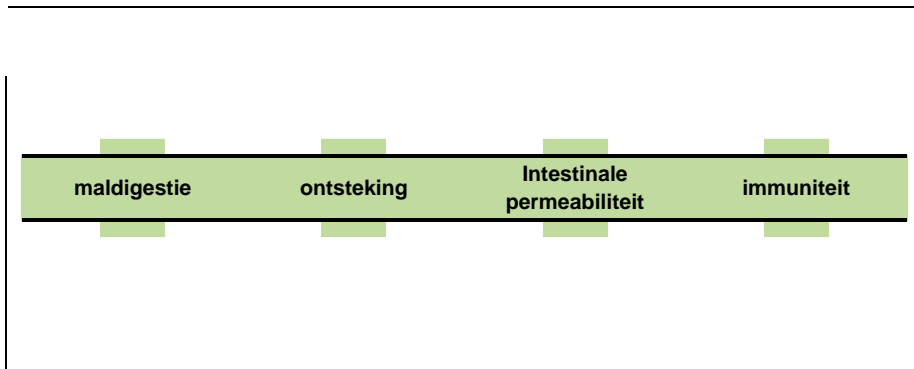 maldigestie
ontsteking
Intestinale
permeabiliteit
immuniteit